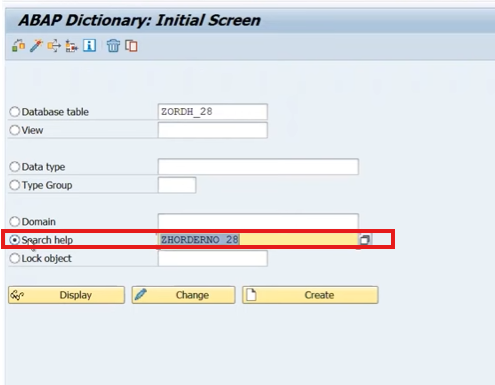 ABAP Dictionary: Initial Screen
Database table ZORDH_28
View
Data type
Type Group
Domain
Search help ZHORDERNO_28
Lock object
Display Change Create